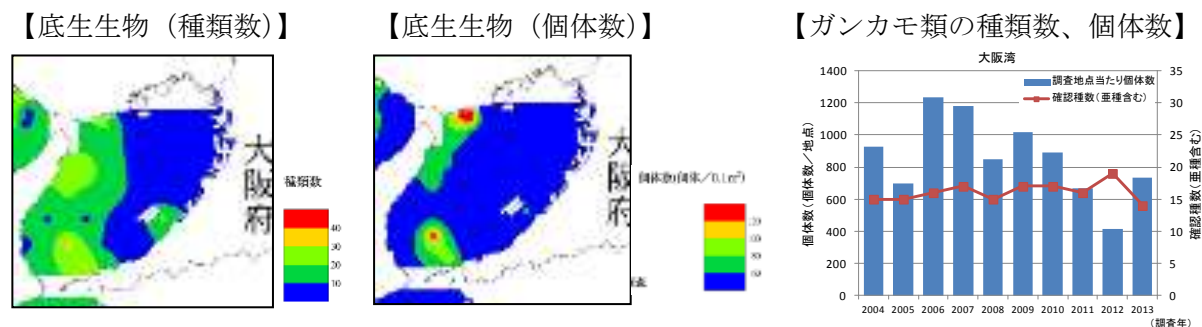 【底生生物（種類数）】
【底生生物（個体数）】
【ガンカモ類の種類数、個体数】
大阪府
種類数
40
30
20
10
大阪府
個体数(個体／0.1㎡)
査
大阪湾
調査地点当たり個体数
確認種数(亜種含む)
個体数(個体数／地点)
1400
1200
1000
800
600
400
200
0
35
30
25
20
15
10
5
0
確認種数(亜種含む)
2004 2005 2006 2007 2008 2009 2010 2011 2012 2013
(調査年)